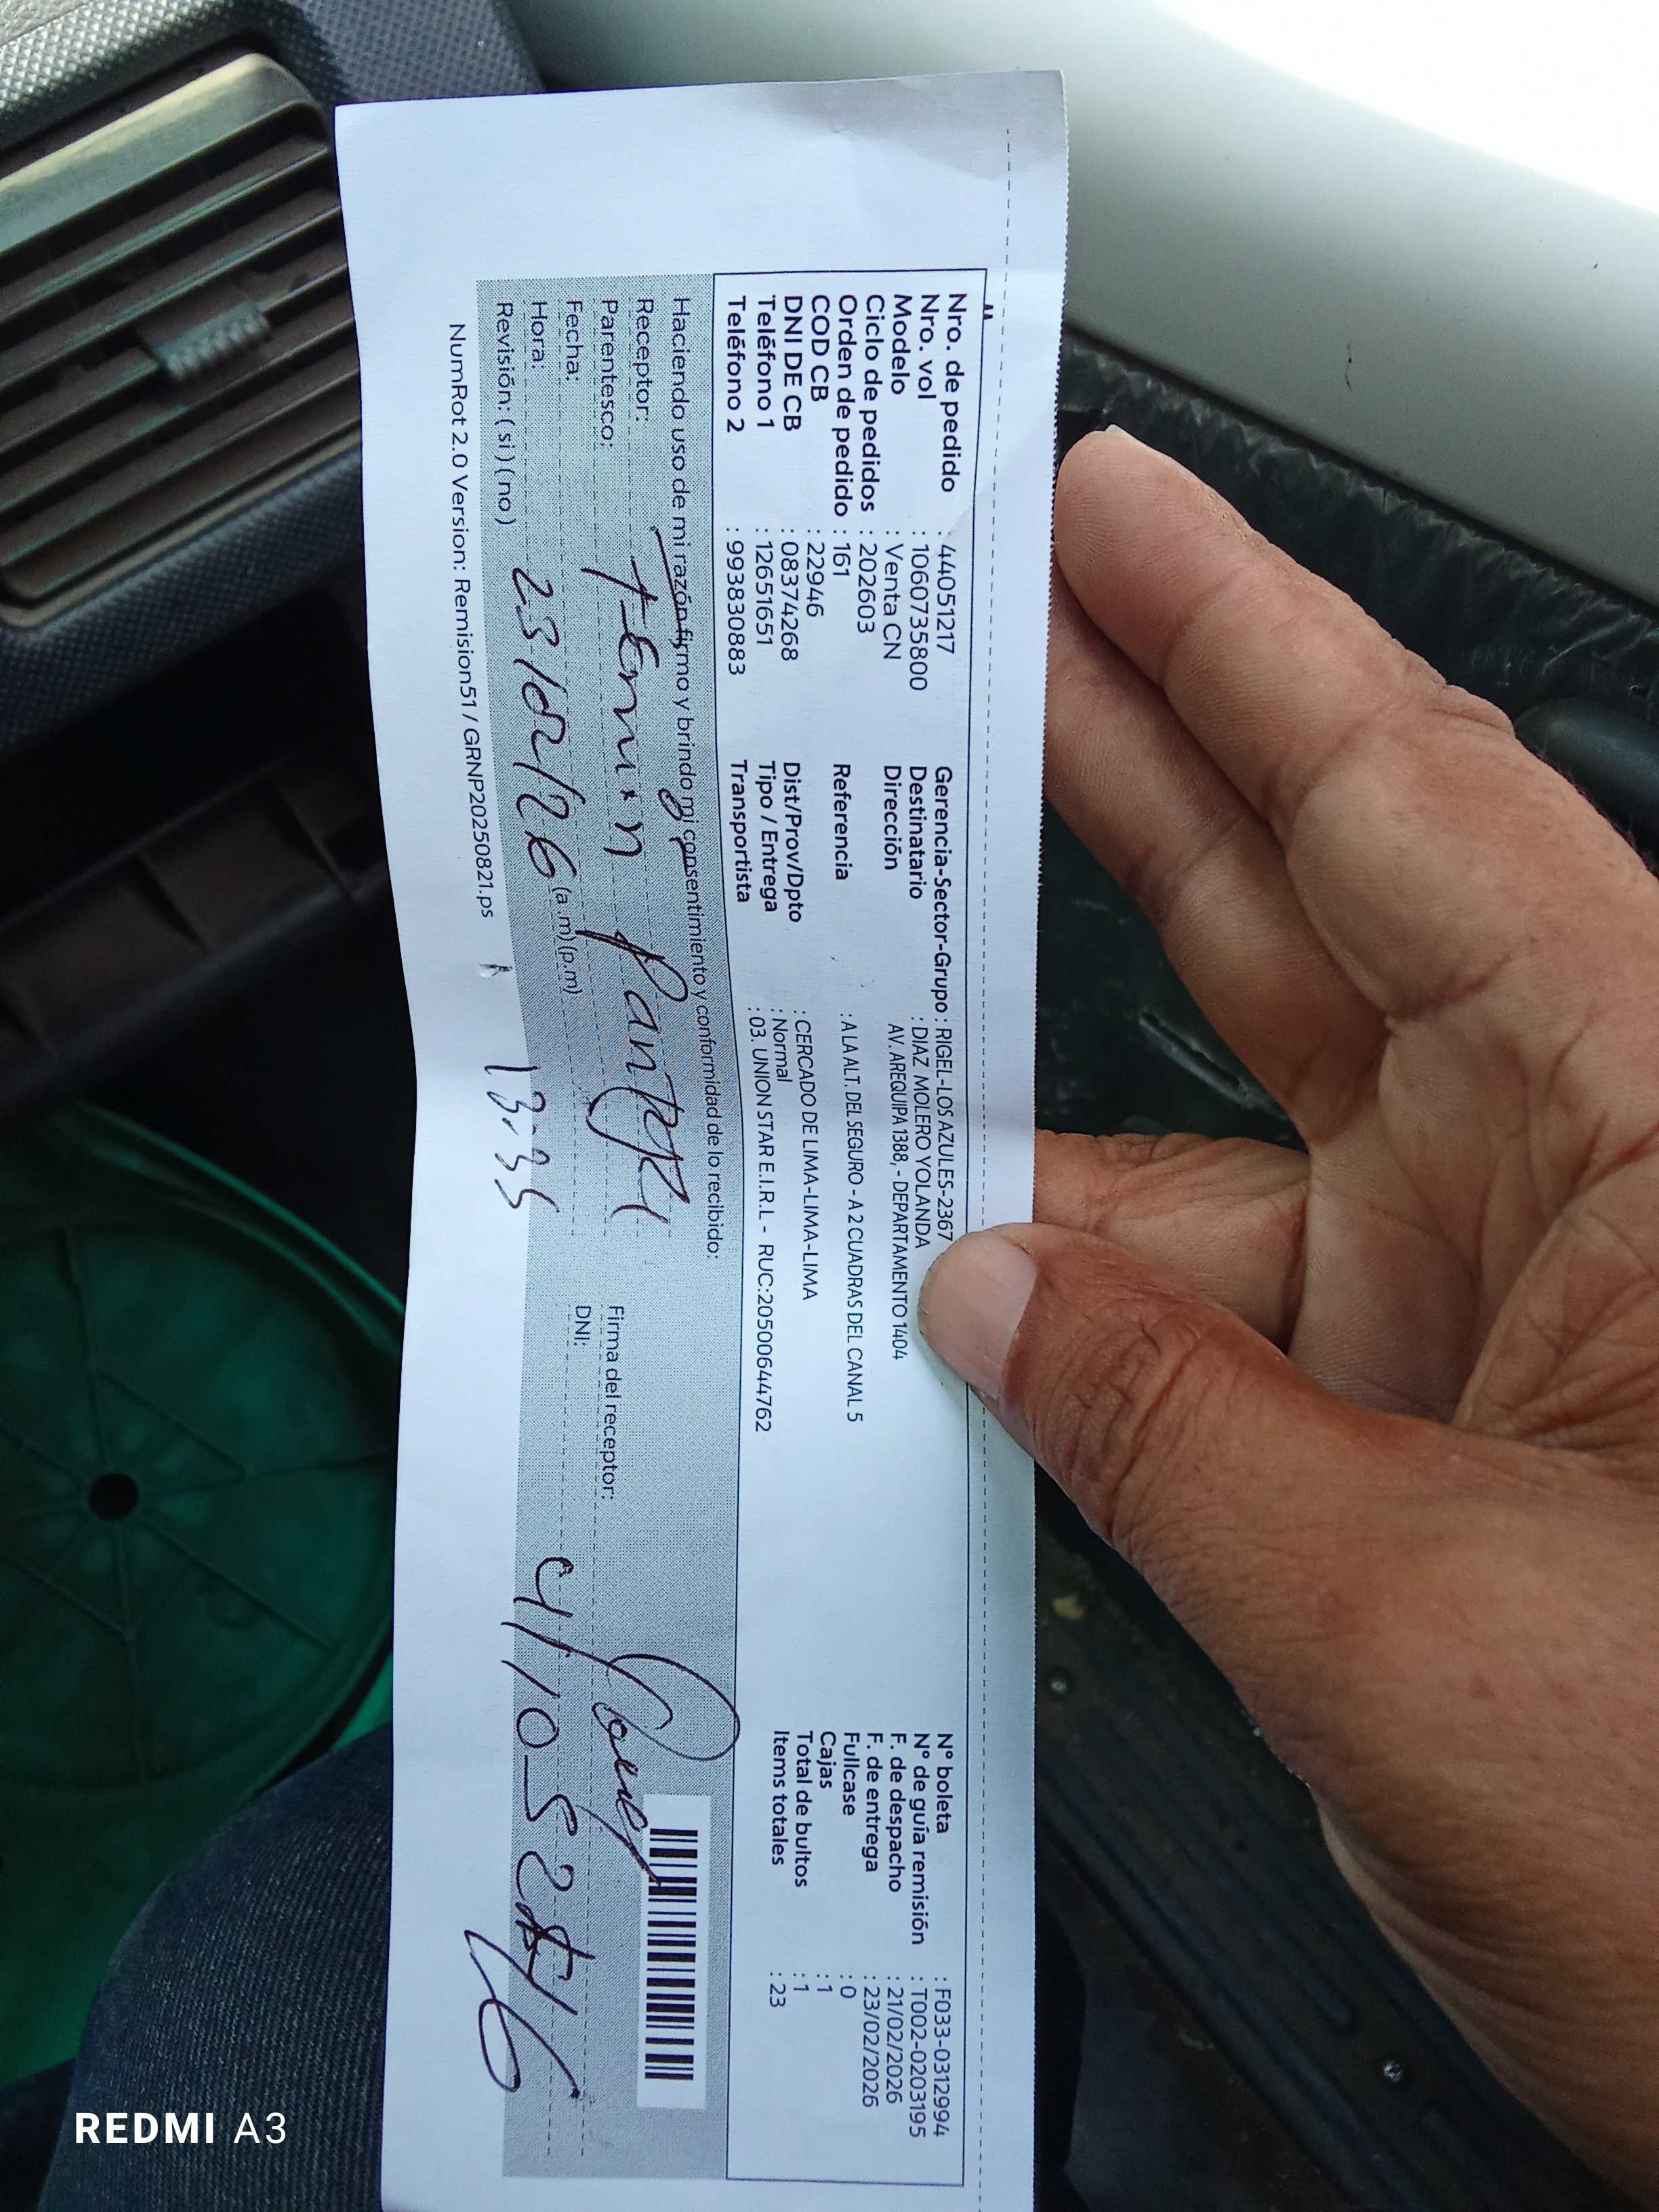 Nro. de pedido : 44051217
Nro. vol : 1060735800
Modelo : Venta CN
Ciclo de pedidos : 202603
Orden de pedido : 161
COD CB : 22946
DNI DE CB : 08374268
Teléfono 1 : 12651651
Teléfono 2 : 993830883
Gerencia-Sector-Grupo : RIGEL-LOS AZULES-2367
Destinatario : DIAZ MOLERO YOLANDA
Dirección AV. AREQUIPA 1388, - DEPARTAMENTO 1404
Referencia : A LA ALT. DEL SEGURO - A 2 CUADRAS DEL CANAL 5
Dist/Prov/Dpto : CERCADO DE LIMA-LIMA-LIMA
Tipo / Entrega : Normal
Transportista : 03. UNION STAR E.I.R.L - RUC:20500644762
N° boleta : F033-0312994
N° de guía remisión : T002-0203195
F. de despacho : 21/02/2026
F. de entrega : 23/02/2026
Fullcase : 0
Cajas : 1
Total de bultos : 1
Items totales : 23
Haciendo uso de mi razón firmo y brindo mi consentimiento y conformidad de lo recibido:
Receptor:
Parentesco: Fermin
Fecha: 23/02/26
Hora: (a.m) (p.m) 13:35
Revisión: ( si ) ( no )
Firma del receptor:
DNI:
NumRot 2.0 Version: Remision51 / GRNP20250821.ps
REDMI A3